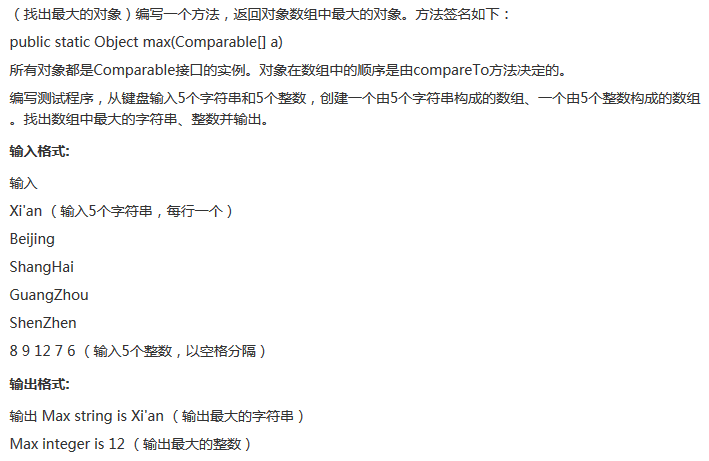 （找出最大的对象）编写一个方法，返回对象数组中最大的对象。方法签名如下：
public static Object max(Comparable[] a)
所有对象都是Comparable接口的实例。对象在数组中的顺序是由compareTo方法决定的。
编写测试程序，从键盘输入5个字符串和5个整数，创建一个由5个字符串构成的数组、一个由5个整数构成的数组
。找出数组中最大的字符串、整数并输出。
输入格式:
输入
Xi'an（输入5个字符串，每行一个）
Beijing
ShangHai
GuangZhou
ShenZhen
8 9 12 7 6 （输入5个整数，以空格分隔）
输出格式:
输出 Max string is Xi'an（输出最大的字符串）
Max integer is 12（输出最大的整数）